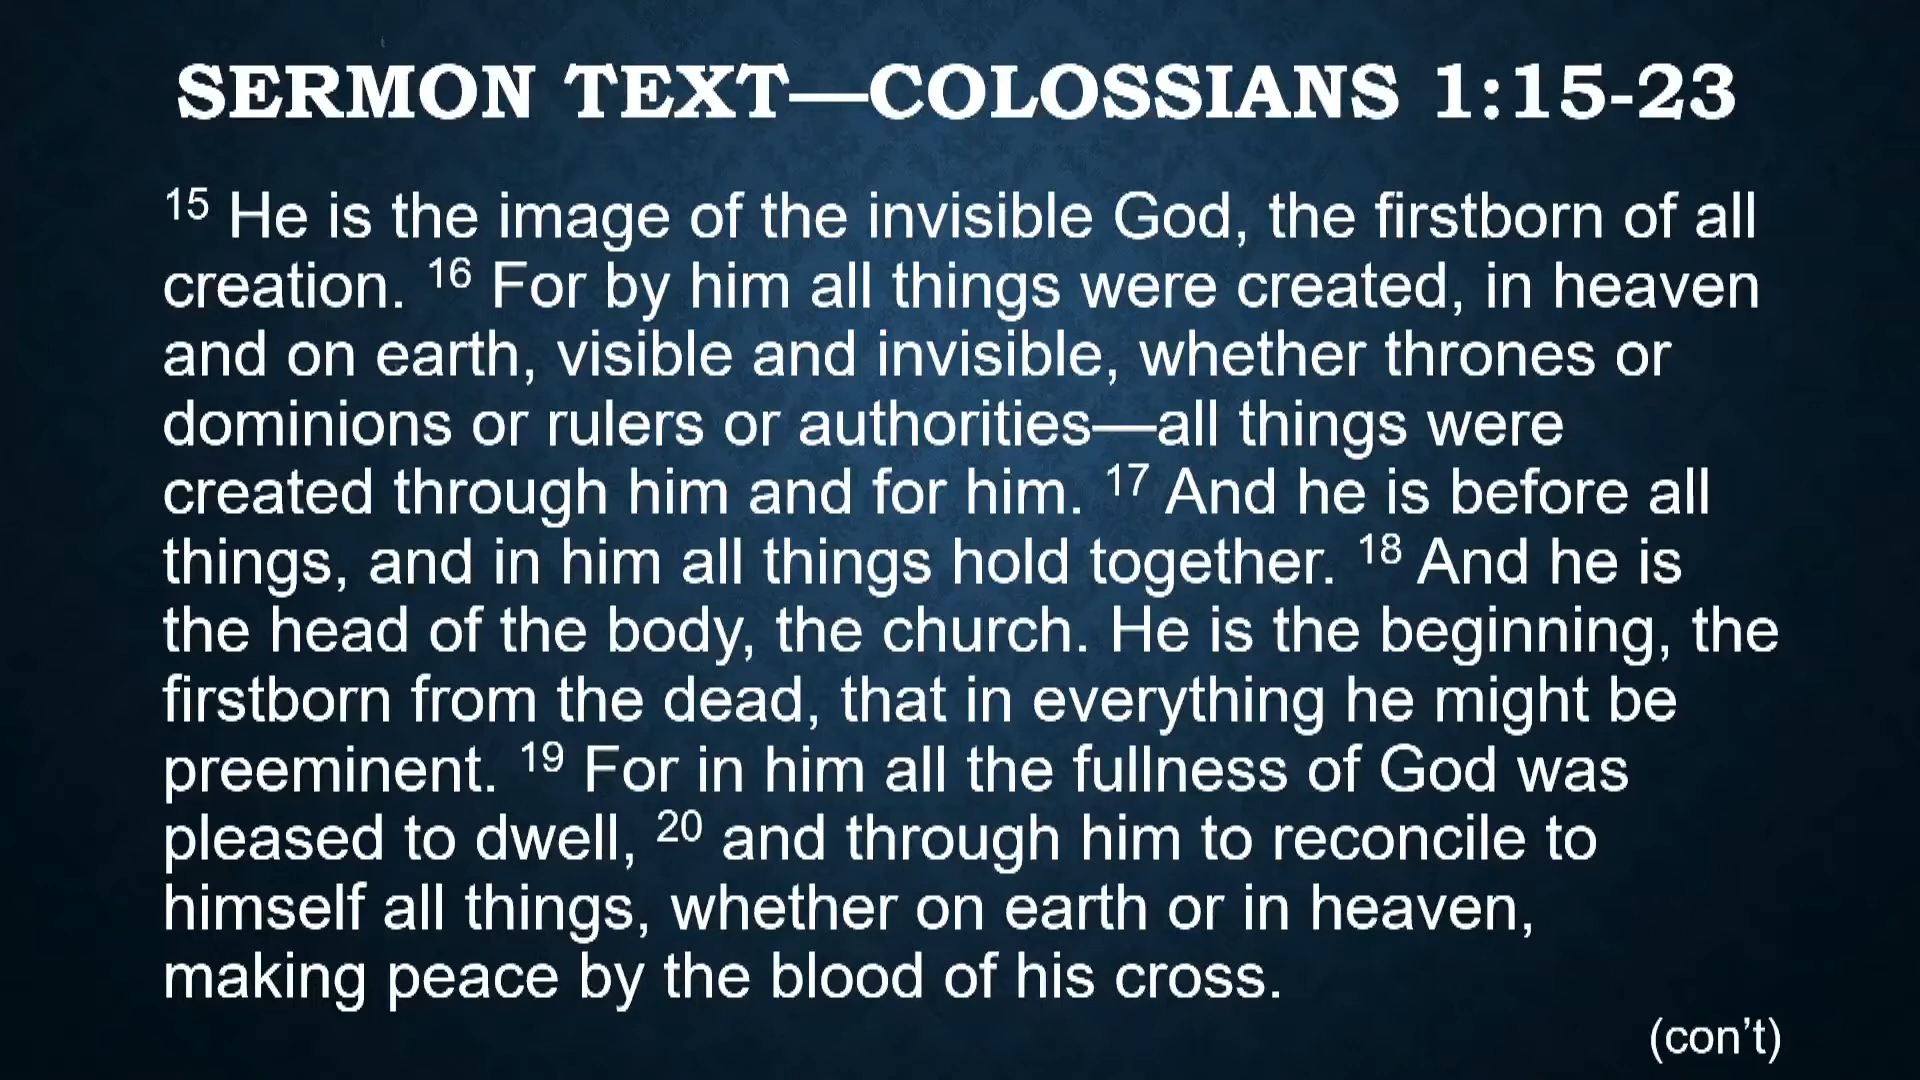 SERMON TEXT—COLOSSIANS 1:15-23
15 He is the image of the invisible God, the firstborn of all
creation. 16 For by him all things were created, in heaven
and on earth, visible and invisible, whether thrones or
dominions or rulers or authorities—all things were
created through him and for him. 17 And he is before all
things, and in him all things hold together. 18 And he is
the head of the body, the church. He is the beginning, the
firstborn from the dead, that in everything he might be
preeminent. 19 For in him all the fullness of God was
pleased to dwell, 20 and through him to reconcile to
himself all things, whether on earth or in heaven,
making peace by the blood of his cross.
(con’t)